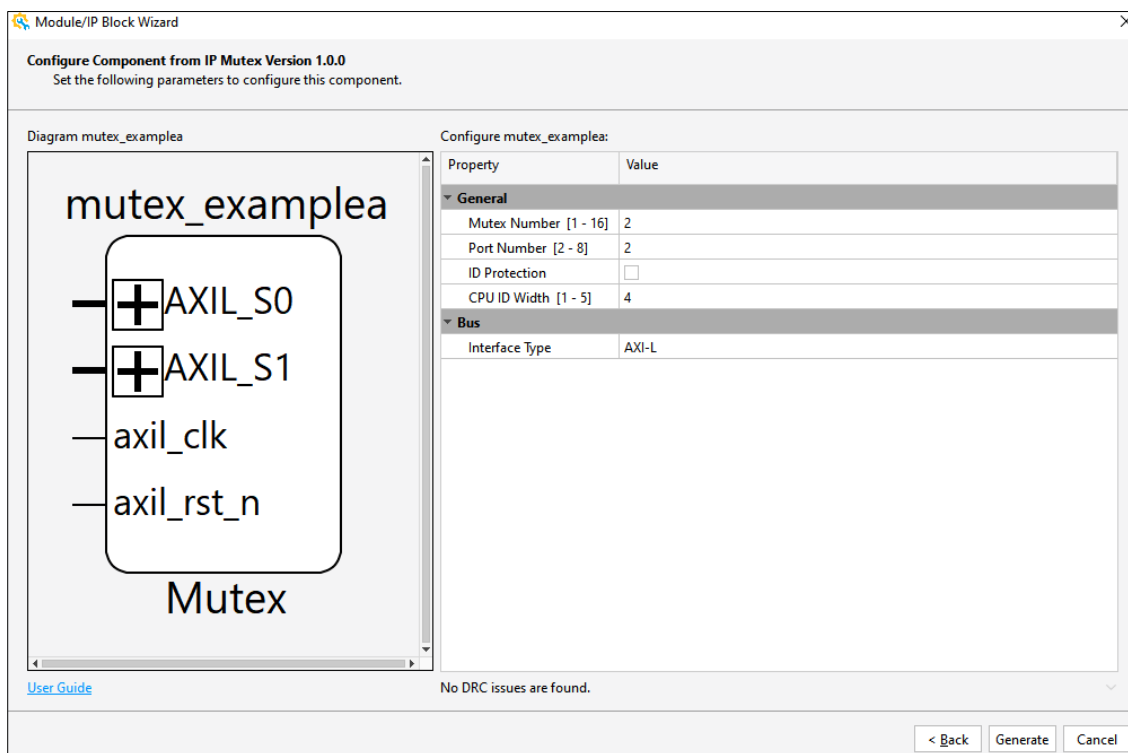 Module/IP Block Wizard
Configure Component from IP Mutex Version 1.0.0
Set the following parameters to configure this component.
Diagram mutex_examplea
mutex_examplea
AXIL_S0
AXIL_S1
axil_clk
axil_rst_n
Mutex
User Guide
Configure mutex_examplea:
Property Value
General
Mutex Number [1 - 16] 2
Port Number [2 - 8] 2
ID Protection
CPU ID Width [1 - 5] 4
Bus
Interface Type AXI-L
No DRC issues are found.
< Back Generate Cancel